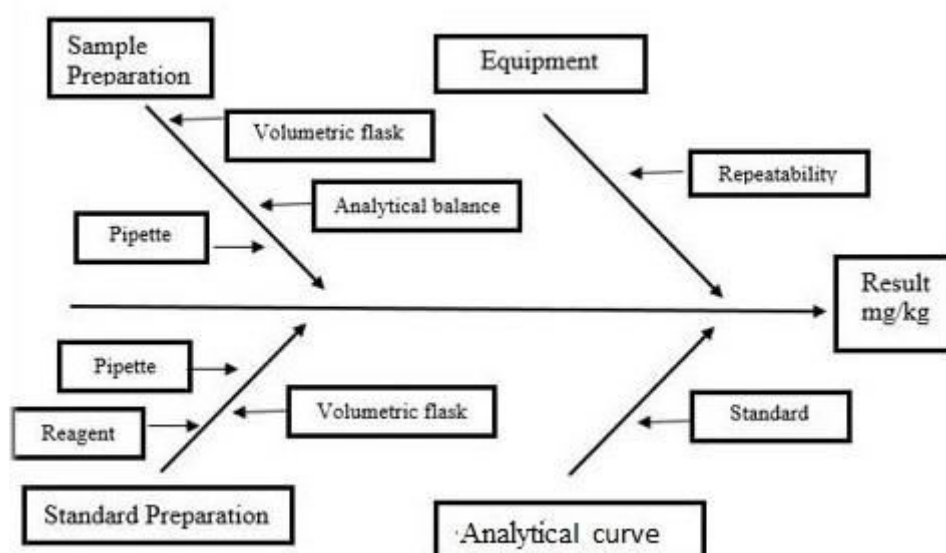 Sample
Preparation
Equipment
Volumetric flask
Repeatability
Analytical balance
Pipette
Result
mg/kg
Pipette
Volumetric flask
Standard
Reagent
Standard Preparation
Analytical curve